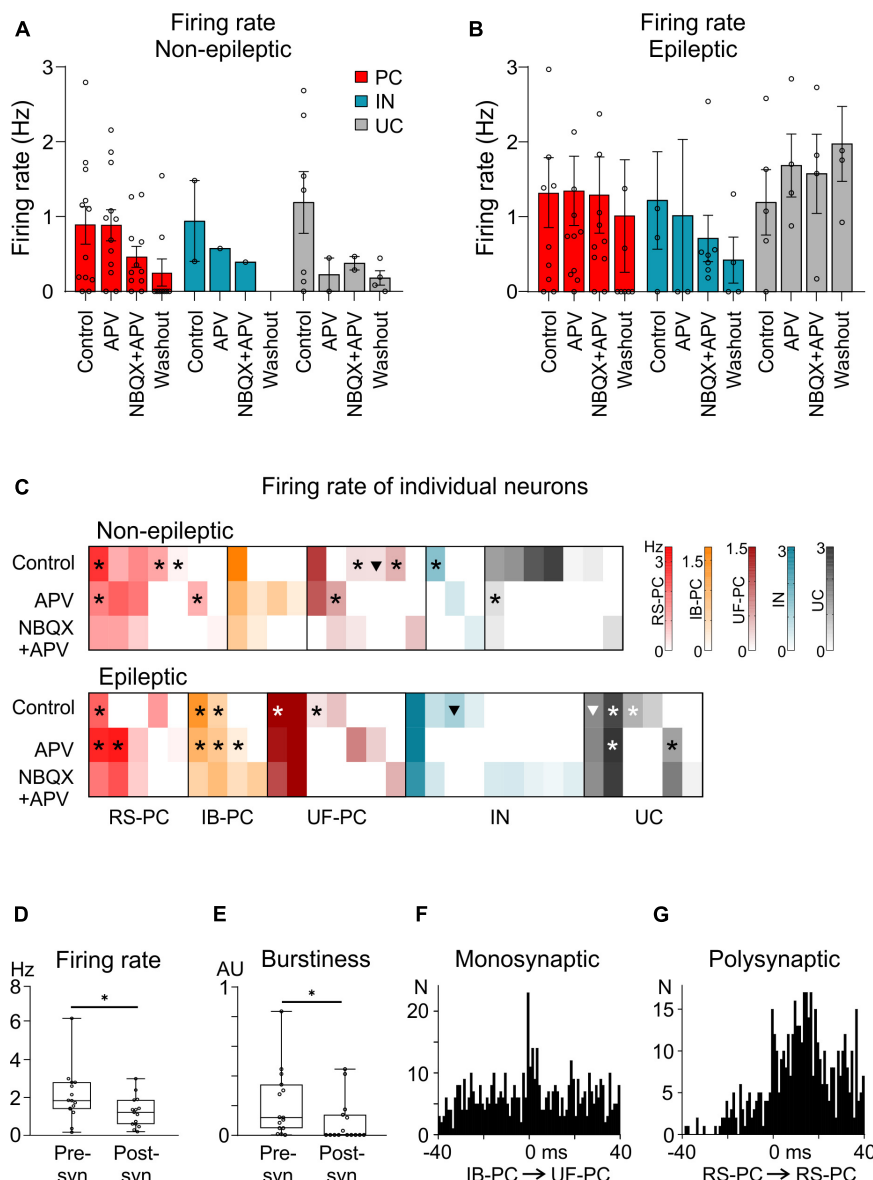 A
Firing rate
Non-epileptic
3
2
1
0
Firing rate (Hz)
PC
IN
UC
Control
APV
NBQX+APV
Washout
Control
APV
NBQX+APV
Washout
Control
APV
NBQX+APV
Washout
B
Firing rate
Epileptic
3
2
1
0
Firing rate (Hz)
Control
APV
NBQX+APV
Washout
Control
APV
NBQX+APV
Washout
Control
APV
NBQX+APV
Washout
C
Firing rate of individual neurons
Non-epileptic
Control
* * * * * *
APV
* * * *
NBQX
+APV
Hz
3
0
RS-PC
1.5
0
IB-PC
1.5
0
UF-PC
3
0
IN
3
0
UC
Epileptic
Control
* * * * * * *
APV
* * * * * * *
NBQX
+APV
RS-PC
IB-PC
UF-PC
IN
UC
D
Hz
Firing rate
*
8
6
4
2
0
Pre-
syn
Post-
syn
E
AU
Burstiness
*
1
0
Pre-
syn
Post-
syn
F
Monosynaptic
N
20
10
0
-40
0 ms
40
IB-PC → UF-PC
G
Polysynaptic
N
15
10
5
0
-40
0 ms
40
RS-PC → RS-PC